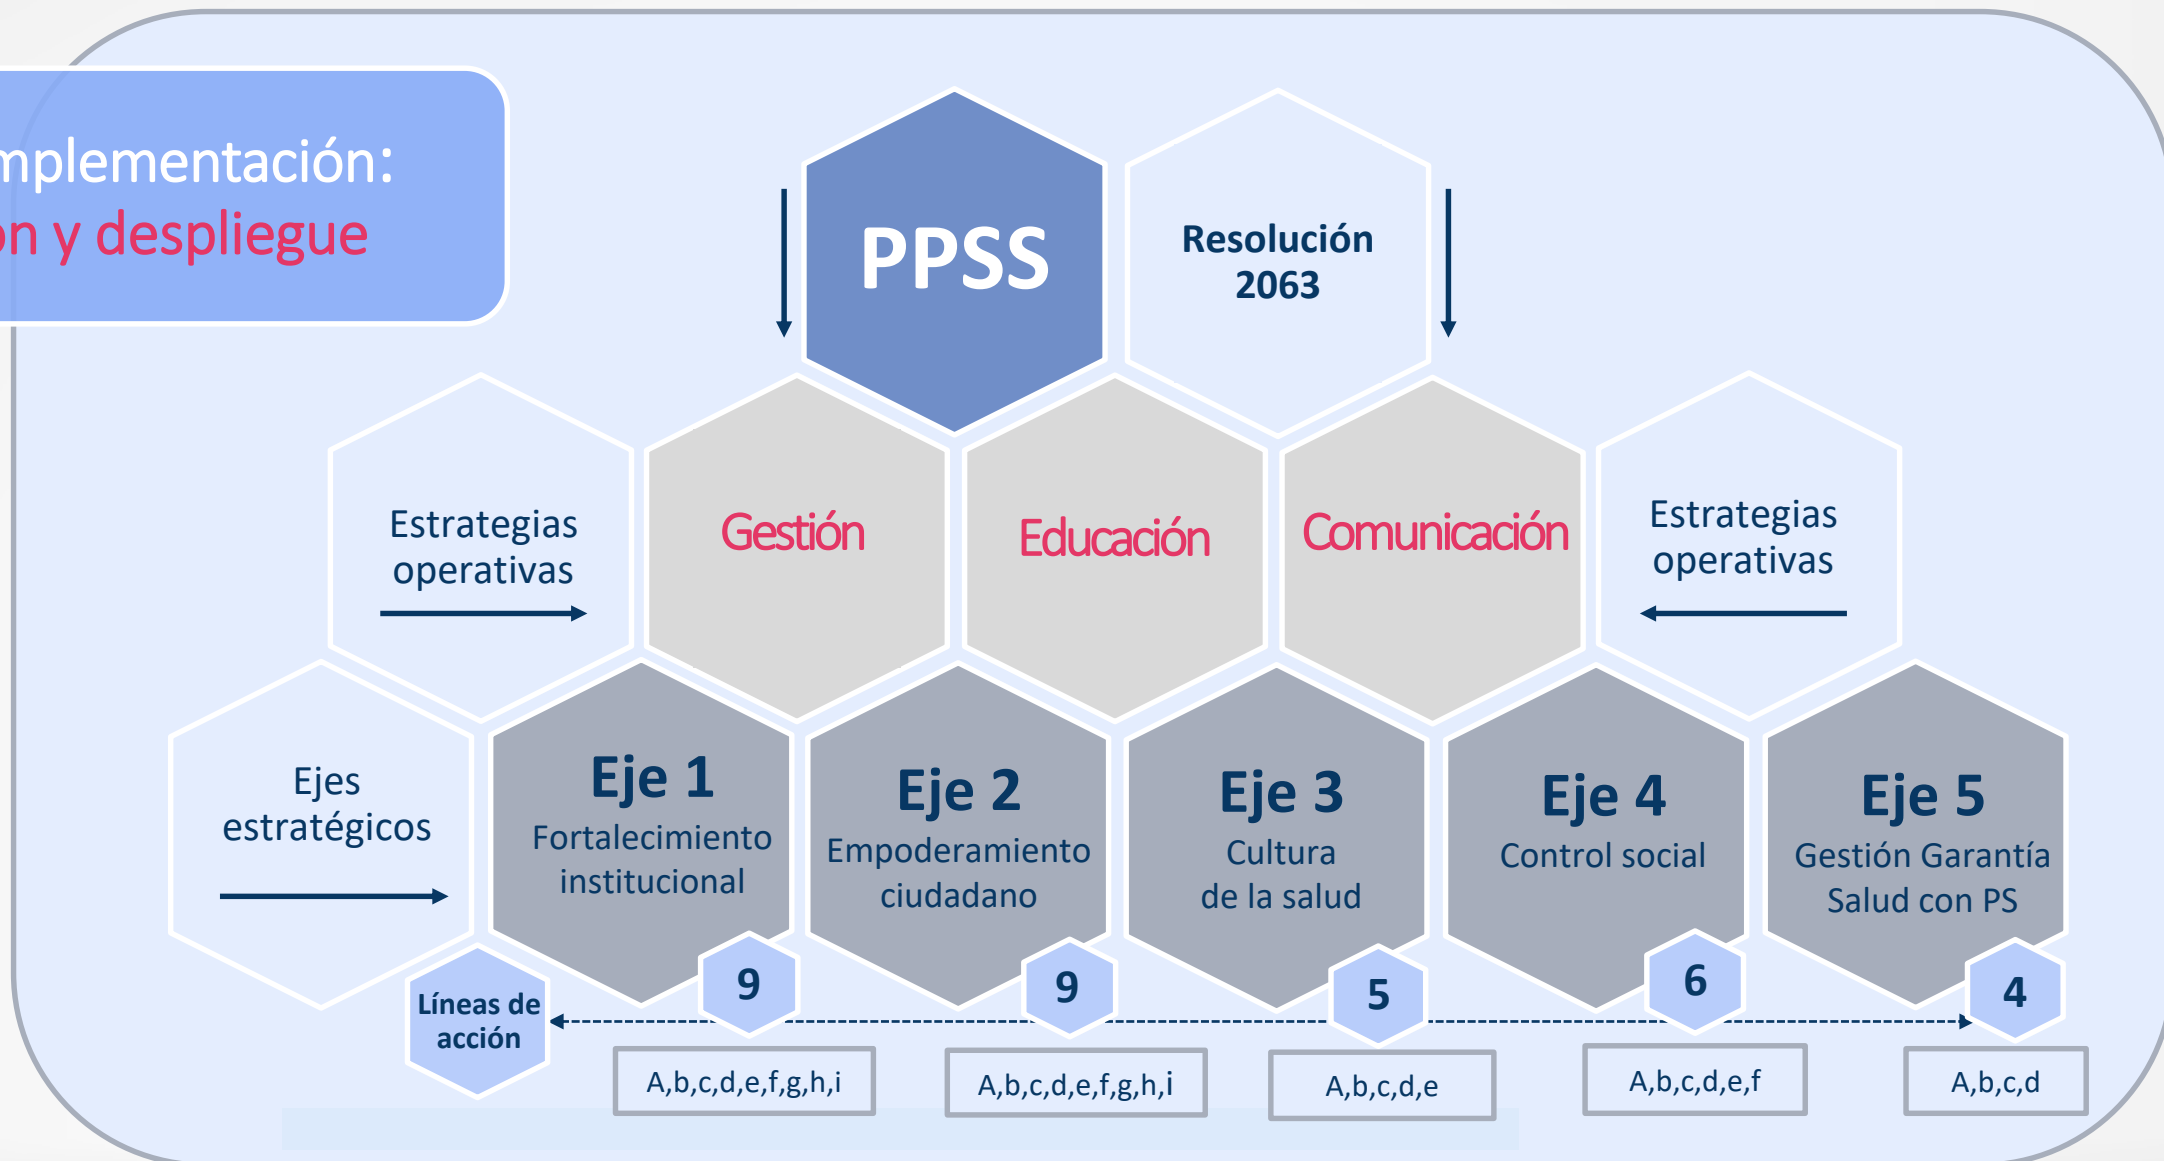 mplementación:
on y despliegue
PPSS
Resolución
2063
Estrategias
operativas
Gestión
Educación
Comunicación
Estrategias
operativas
Ejes
estratégicos
Eje 1
Fortalecimiento
institucional
Eje 2
Empoderamiento
ciudadano
Eje 3
Cultura
de la salud
Eje 4
Control social
Eje 5
Gestión Garantía
Salud con PS
Líneas de
acción
9
9
5
6
4
A,b,c,d,e,f,g,h,i
A,b,c,d,e,f,g,h,i
A,b,c,d,e
A,b,c,d,e,f
A,b,c,d